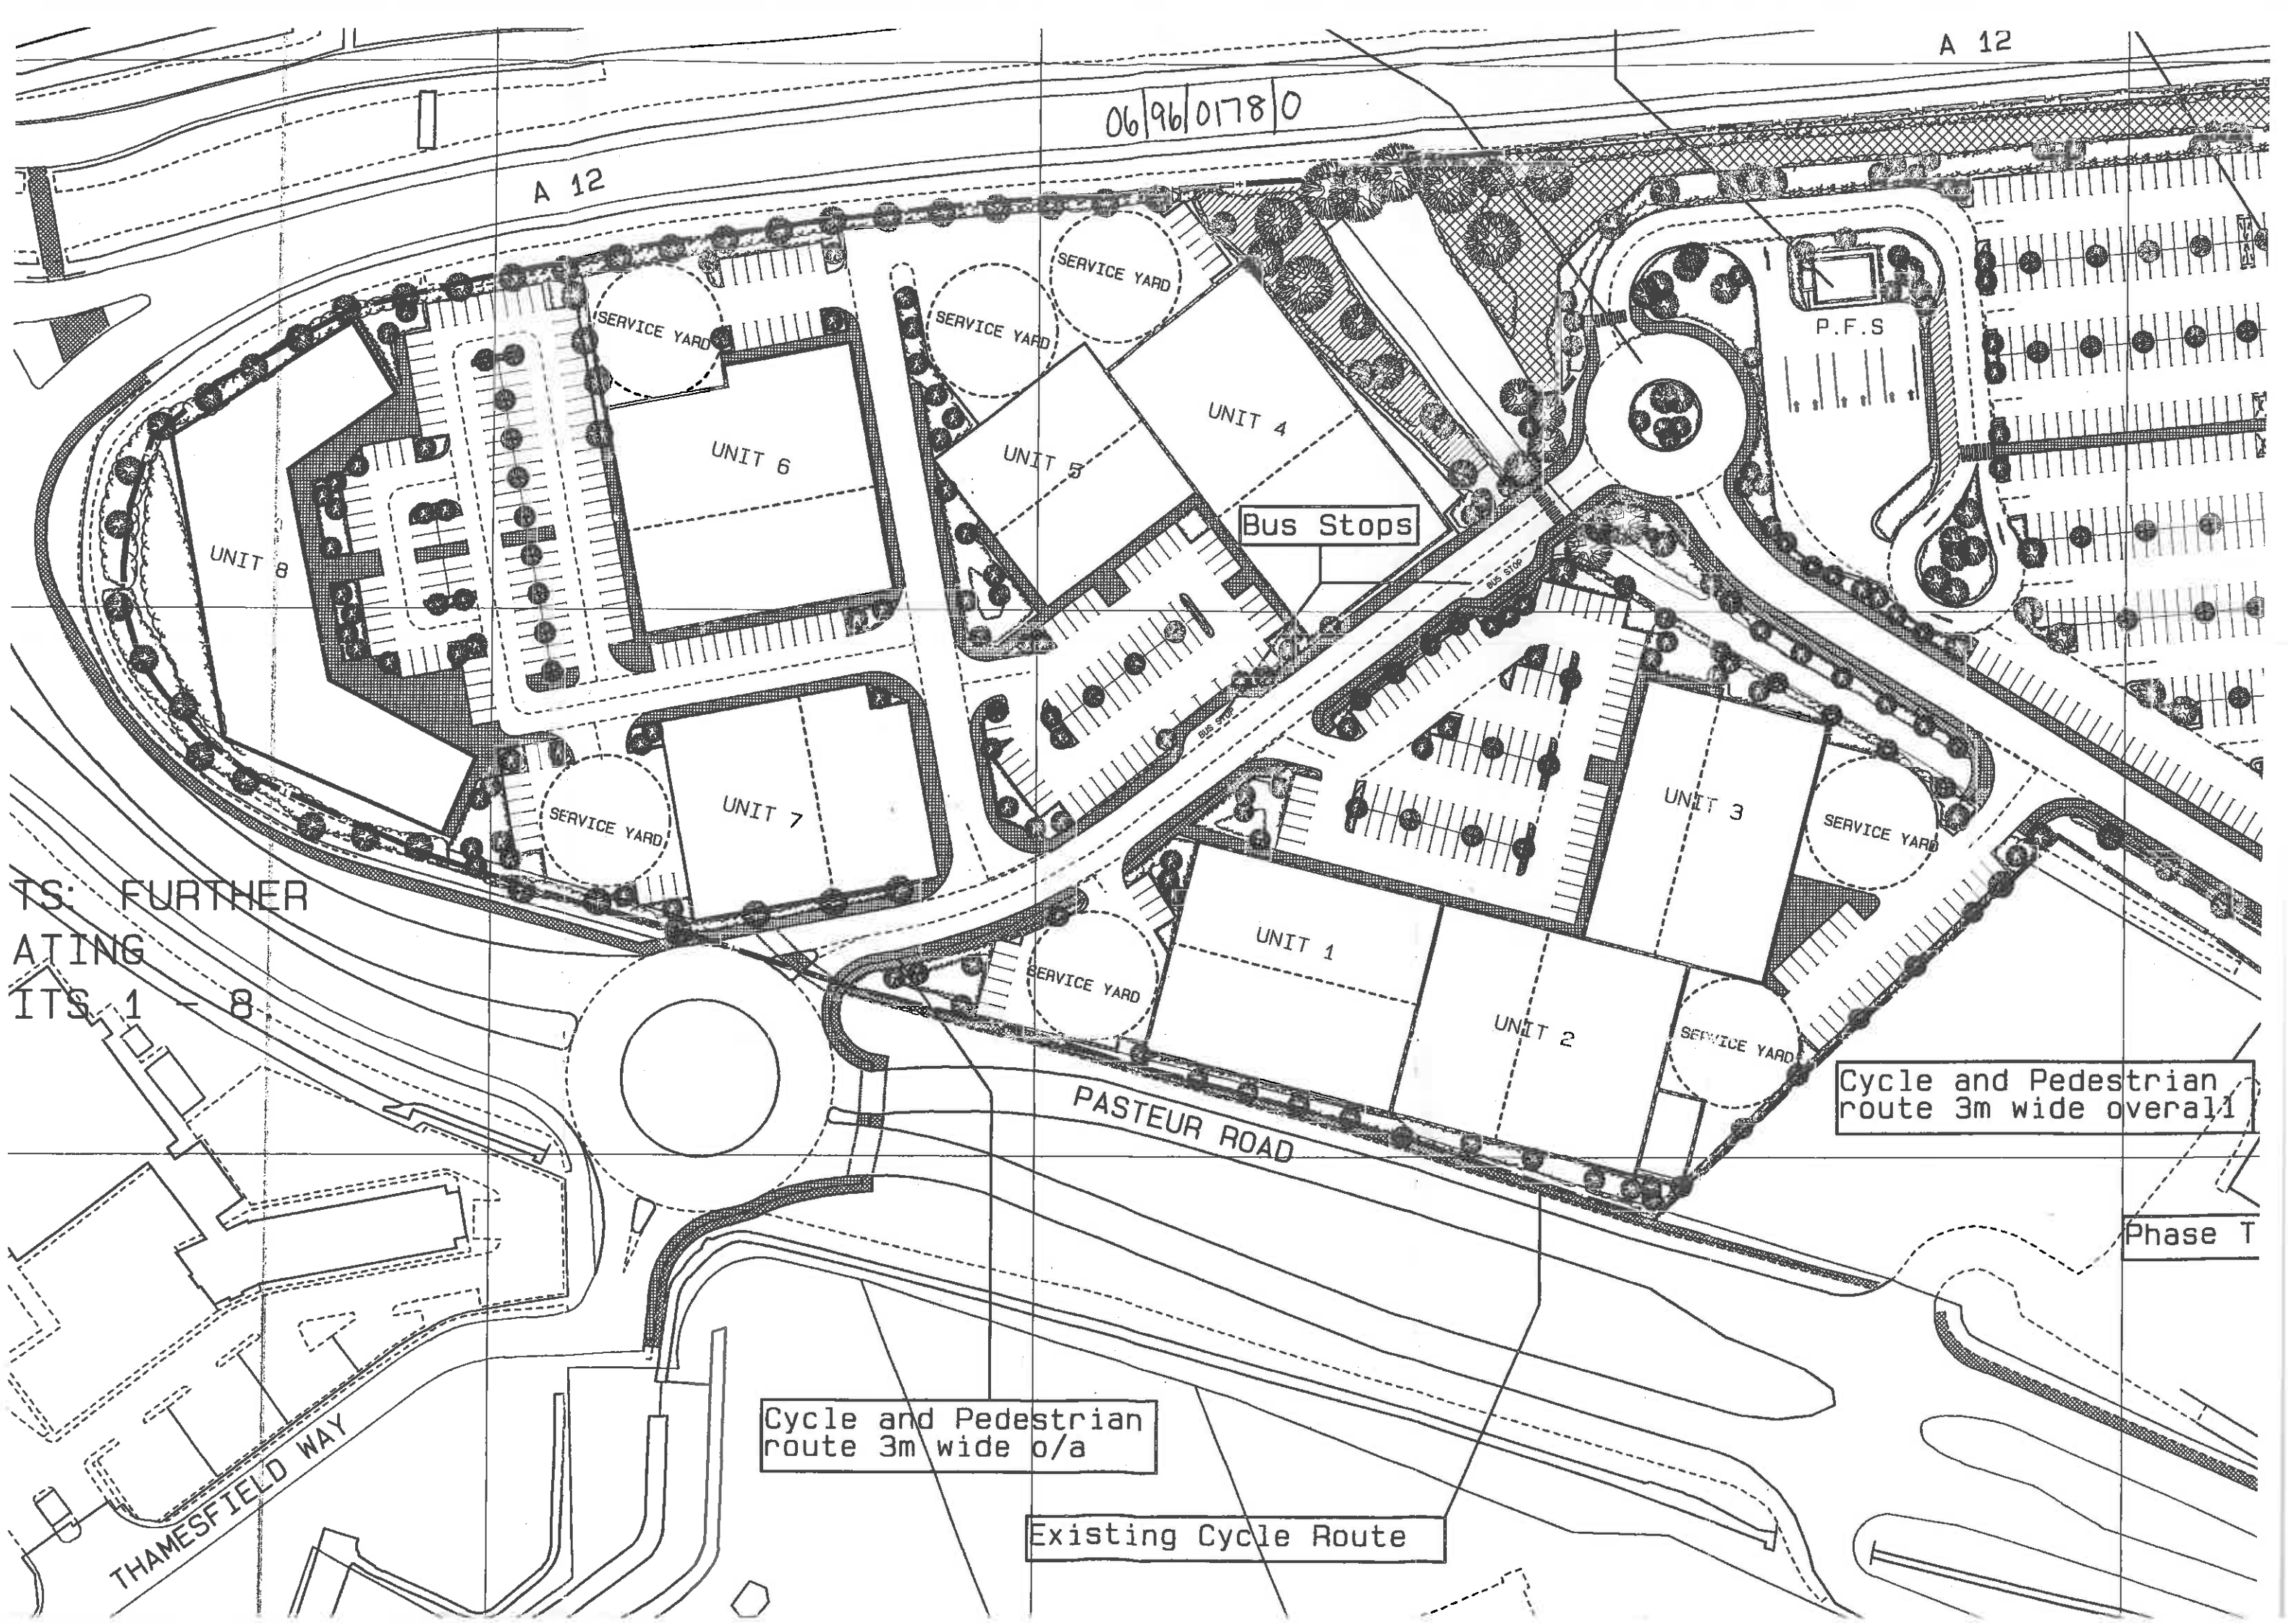 A 12
06/96/0178/0
A 12
SERVICE YARD
SERVICE YARD
SERVICE YARD
P.F.S
UNIT 4
UNIT 5
UNIT 6
Bus Stops
UNIT 8
BUS STOP
BUS STOP
UNIT 7
UNIT 3
SERVICE YARD
SERVICE YARD
TS: FURTHER
ATING
ITS 1 - 8
UNIT 1
SERVICE YARD
UNIT 2
SERVICE YARD
Cycle and Pedestrian
route 3m wide overall
PASTEUR ROAD
Phase T
Cycle and Pedestrian
route 3m wide o/a
THAMESFIELD WAY
Existing Cycle Route